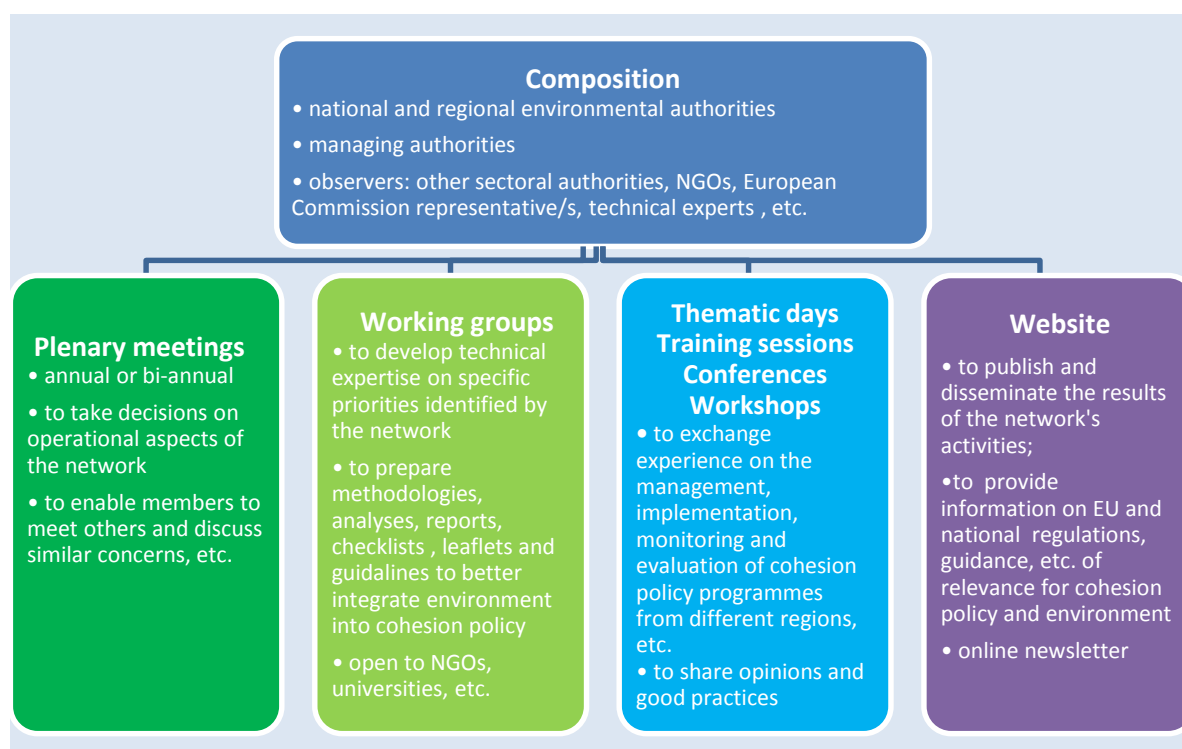 Composition
• national and regional environmental authorities
• managing authorities
• observers: other sectoral authorities, NGOs, European
Commission representative/s, technical experts , etc.
Plenary meetings
• annual or bi-annual
• to take decisions on
operational aspects of
the network
• to enable members to
meet others and discuss
similar concerns, etc.
Working groups
• to develop technical
expertise on specific
priorities identified by
the network
• to prepare
methodologies,
analyses, reports,
checklists , leaflets and
guidalines to better
integrate environment
into cohesion policy
• open to NGOs,
universities, etc.
Thematic days
Training sessions
Conferences
Workshops
• to exchange
experience on the
management,
implementation,
monitoring and
evaluation of cohesion
policy programmes
from different regions,
etc.
• to share opinions and
good practices
Website
• to publish and
disseminate the results
of the network's
activities;
•to provide
information on EU and
national regulations,
guidance, etc. of
relevance for cohesion
policy and environment
• online newsletter